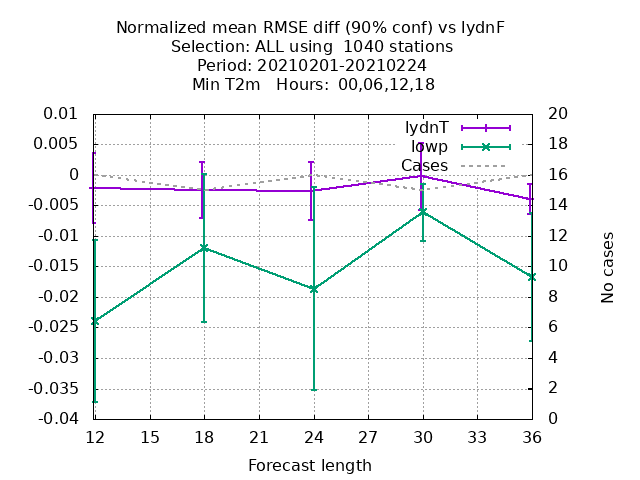 Normalized mean RMSE diff (90% conf) vs IydnF
Selection: ALL using  1040 stations
Period: 20210201-20210224
Min T2m   Hours:  00,06,12,18
0.01
0.005
0
-0.005
-0.01
-0.015
-0.02
-0.025
-0.03
-0.035
-0.04
20
18
16
14
12
10
8
6
4
2
0
IydnT
Iowp
Cases
No cases
12 15 18 21 24 27 30 33 36
Forecast length